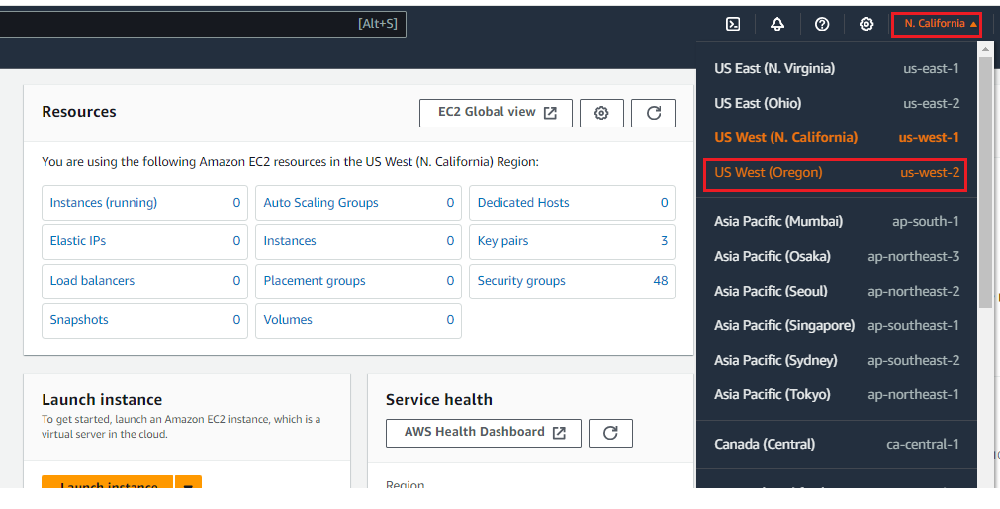 [Alt+S]
N. California
Resources
EC2 Global view
You are using the following Amazon EC2 resources in the US West (N. California) Region:
Instances (running) 0
Auto Scaling Groups 0
Dedicated Hosts 0
Elastic IPs 0
Instances 0
Key pairs 3
Load balancers 0
Placement groups 0
Security groups 48
Snapshots 0
Volumes 0
Launch instance
To get started, launch an Amazon EC2 instance, which is a
virtual server in the cloud.
Launch instance
Service health
AWS Health Dashboard
Region
US East (N. Virginia) us-east-1
US East (Ohio) us-east-2
US West (N. California) us-west-1
US West (Oregon) us-west-2
Asia Pacific (Mumbai) ap-south-1
Asia Pacific (Osaka) ap-northeast-3
Asia Pacific (Seoul) ap-northeast-2
Asia Pacific (Singapore) ap-southeast-1
Asia Pacific (Sydney) ap-southeast-2
Asia Pacific (Tokyo) ap-northeast-1
Canada (Central) ca-central-1